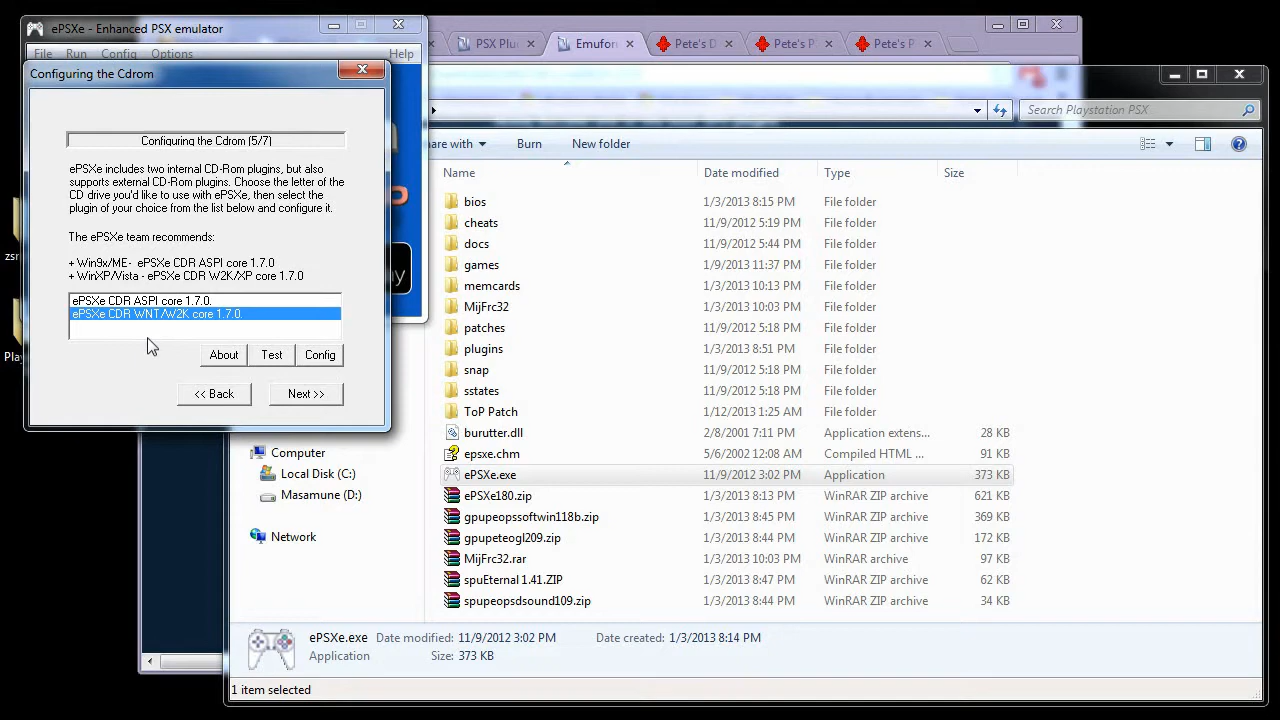 ePSXe - Enhanced PSX emulator
File Run Config Options Help
Configuring the Cdrom
Configuring the Cdrom (5/7)
ePSXe includes two internal CD-Rom plugins, but also
supports external CD-Rom plugins. Choose the letter of the
CD drive you'd like to use with ePSXe, then select the
plugin of your choice from the list below and configure it.
The ePSXe team recommends:
+ Win9x/ME- ePSXe CDR ASPI core 1.7.0
+ WinXP/Vista - ePSXe CDR W2K/XP core 1.7.0
ePSXe CDR ASPI core 1.7.0.
ePSXe CDR WNT/W2K core 1.7.0.
About Test Config
<< Back Next >>
PSX Plu
Emufor
Pete's D
Pete's P
Pete's P
Search Playstation PSX
hare with Burn New folder
Name Date modified Type Size
bios 1/3/2013 8:15 PM File folder
cheats 11/9/2012 5:19 PM File folder
docs 11/9/2012 5:44 PM File folder
games 1/9/2013 11:37 PM File folder
memcards 1/3/2013 10:13 PM File folder
MijFrc32 1/3/2013 10:03 PM File folder
patches 11/9/2012 5:18 PM File folder
plugins 1/3/2013 8:51 PM File folder
snap 11/9/2012 5:18 PM File folder
sstates 11/9/2012 5:18 PM File folder
ToP Patch 1/12/2013 1:25 AM File folder
burutter.dll 2/8/2001 7:11 PM Application extens... 28 KB
epsxe.chm 5/6/2002 12:08 AM Compiled HTML ... 91 KB
ePSXe.exe 11/9/2012 3:02 PM Application 373 KB
ePSXe180.zip 1/3/2013 8:13 PM WinRAR ZIP archive 621 KB
gpupeopssoftwin118b.zip 1/3/2013 8:45 PM WinRAR ZIP archive 369 KB
gpupeteogl209.zip 1/3/2013 8:44 PM WinRAR ZIP archive 172 KB
MijFrc32.rar 1/3/2013 10:03 PM WinRAR archive 97 KB
spuEternal 1.41.ZIP 1/3/2013 8:47 PM WinRAR ZIP archive 62 KB
spupeopsdsound109.zip 1/3/2013 8:44 PM WinRAR ZIP archive 34 KB
Computer
Local Disk (C:)
Masamune (D:)
Network
ePSXe.exe Date modified: 11/9/2012 3:02 PM Date created: 1/3/2013 8:14 PM
Application Size: 373 KB
1 item selected